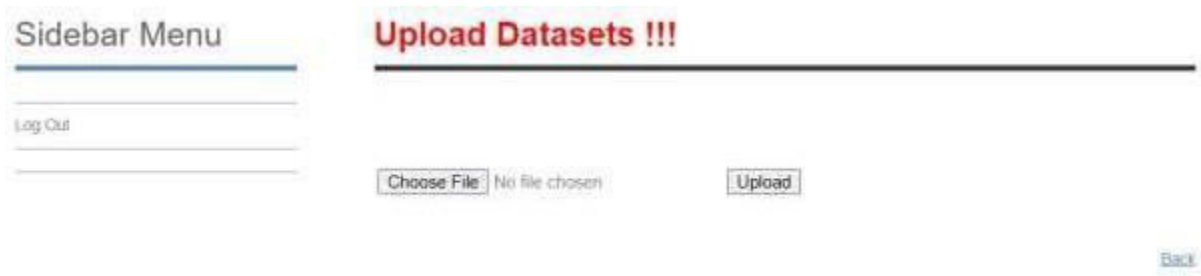 Sidebar Menu
Log Out
Upload Datasets !!!
Choose File No file chosen
Upload
Back